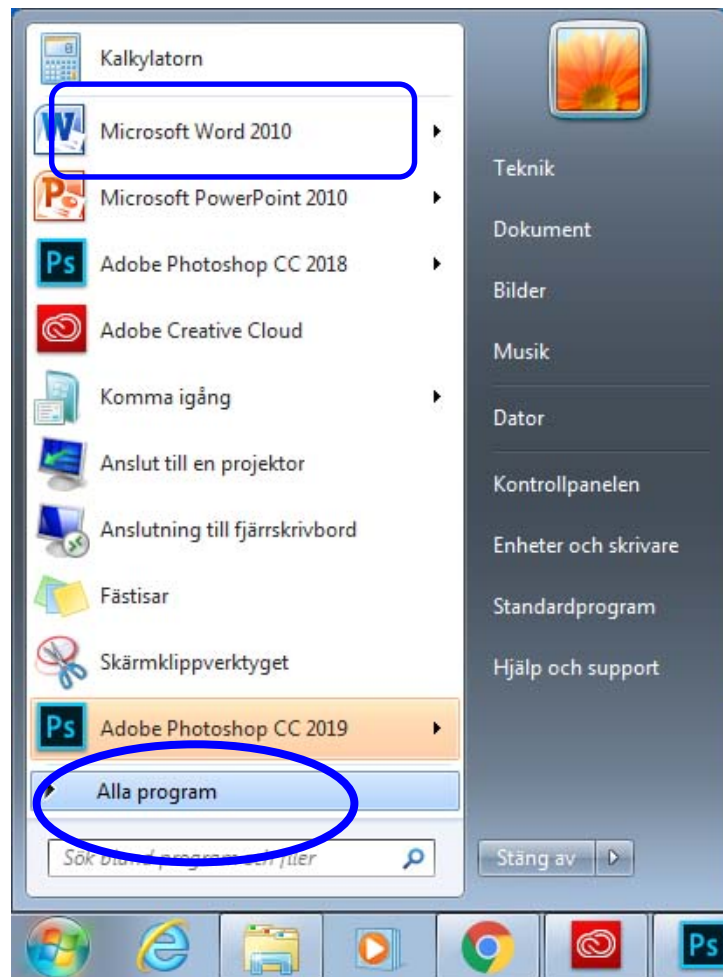 Kalkylatorn
Microsoft Word 2010
Microsoft PowerPoint 2010
Adobe Photoshop CC 2018
Adobe Creative Cloud
Komma igång
Anslut till en projektor
Anslutning till fjärrskrivbord
Fästisar
Skärmklippverktyget
Adobe Photoshop CC 2019
Alla program
Sök bland program och filer
Teknik
Dokument
Bilder
Musik
Dator
Kontrollpanelen
Enheter och skrivare
Standardprogram
Hjälp och support
Stäng av
Ps